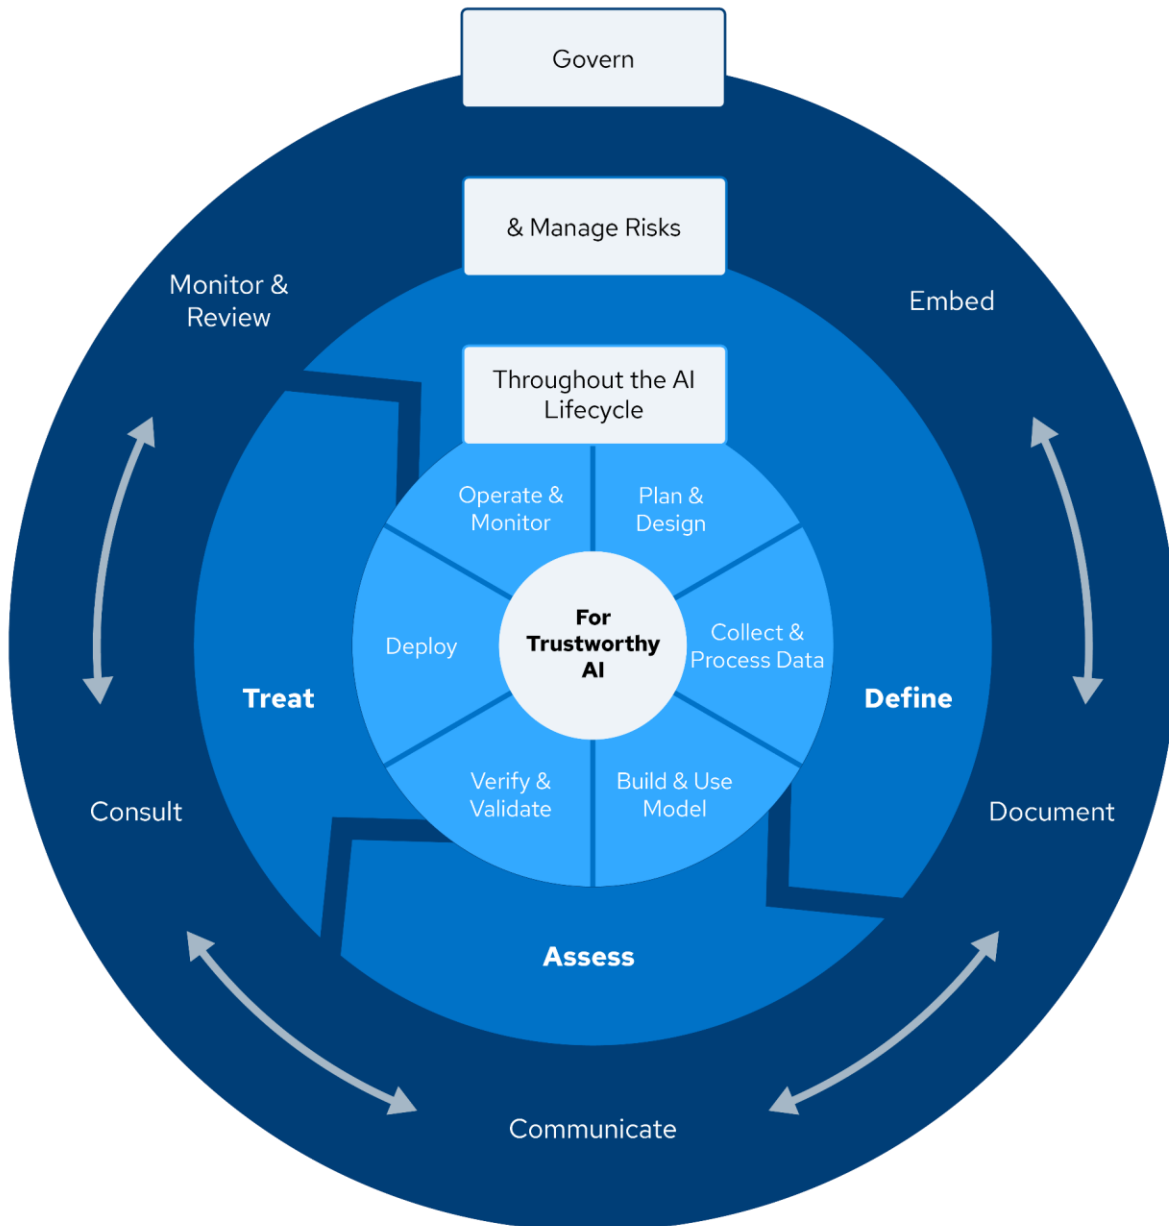 Govern
& Manage Risks
Throughout the AI
Lifecycle
Monitor &
Review
Embed
Operate &
Monitor
Plan &
Design
Deploy
For
Trustworthy
AI
Collect &
Process Data
Treat
Define
Verify &
Validate
Build & Use
Model
Consult
Document
Assess
Communicate